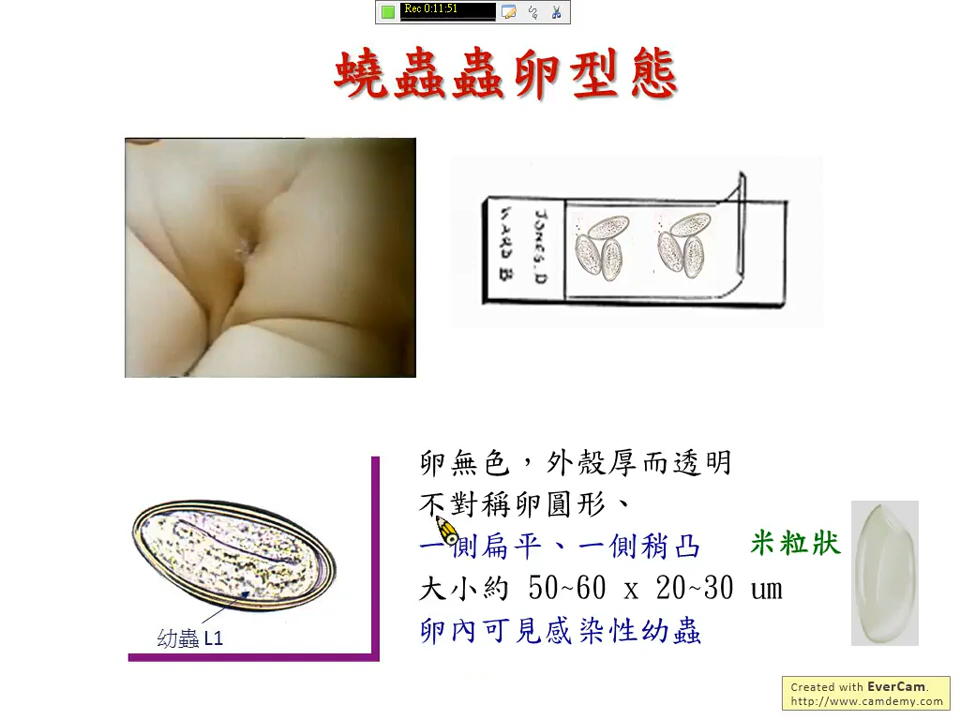 Rec 0:11:51
蟯蟲蟲卵型態
JONES. D
WARD B
卵無色，外殼厚而透明
不對稱卵圓形、
一側扁平、一側稍凸
米粒狀
大小約 50~60 x 20~30 um
卵內可見感染性幼蟲
幼蟲 L1
Created with EverCam.
http://www.camdemy.com